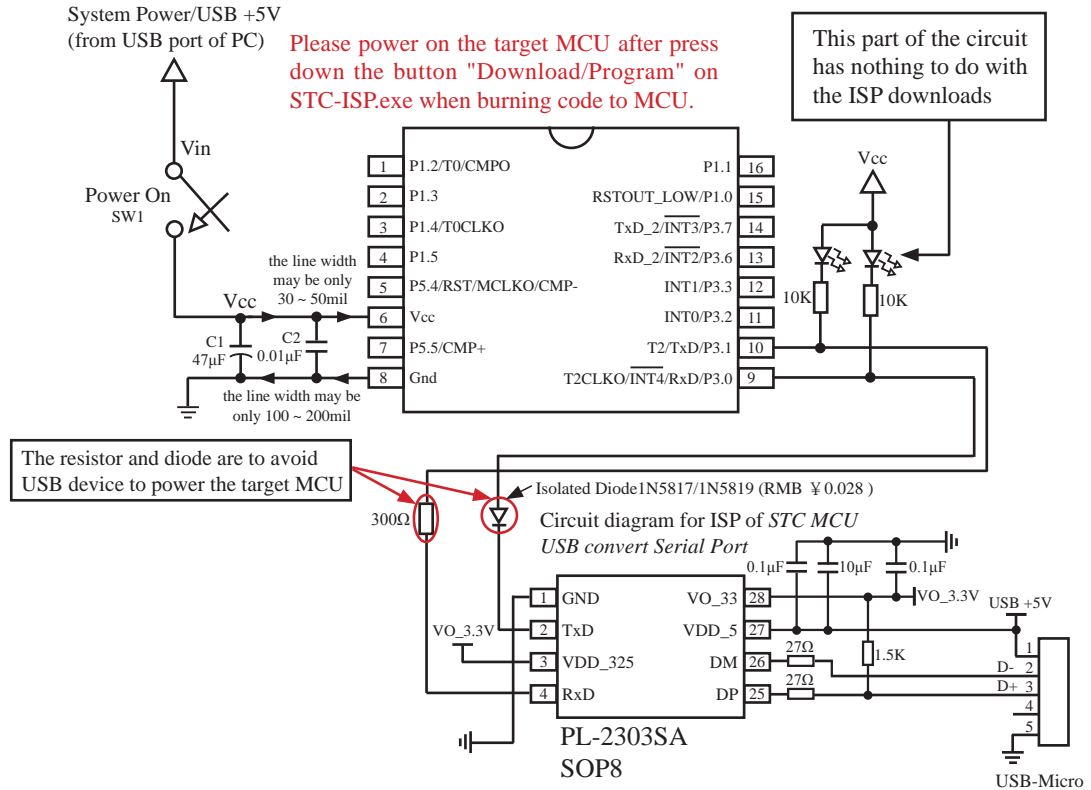 System Power/USB +5V
(from USB port of PC)
Please power on the target MCU after press
down the button "Download/Program" on
STC-ISP.exe when burning code to MCU.
This part of the circuit
has nothing to do with
the ISP downloads
Vin
Power On
SW1
Vcc
1 P1.2/T0/CMPO
2 P1.3
3 P1.4/T0CLKO
4 P1.5
5 P5.4/RST/MCLKO/CMP-
6 Vcc
7 P5.5/CMP+
8 Gnd
P1.1 16
RSTOUT_LOW/P1.0 15
TxD_2/INT3/P3.7 14
RxD_2/INT2/P3.6 13
INT1/P3.3 12
INT0/P3.2 11
T2/TxD/P3.1 10
T2CLKO/INT4/RxD/P3.0 9
the line width
may be only
30 ~ 50mil
Vcc
C1
47μF
C2
0.01μF
the line width may be
only 100 ~ 200mil
10K
10K
The resistor and diode are to avoid
USB device to power the target MCU
300Ω
Isolated Diode1N5817/1N5819 (RMB ¥0.028 )
Circuit diagram for ISP of STC MCU
USB convert Serial Port
0.1μF
10μF
0.1μF
VO_3.3V
USB +5V
VO_3.3V
1 GND
2 TxD
3 VDD_325
4 RxD
VO_33 28
VDD_5 27
DM 26
DP 25
27Ω
27Ω
1.5K
1
D- 2
D+ 3
4
5
PL-2303SA
SOP8
USB-Micro